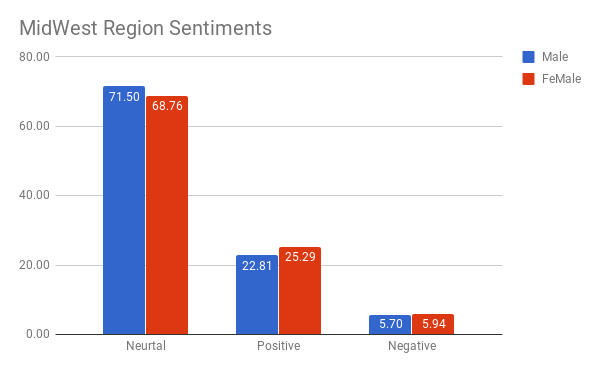 MidWest Region Sentiments
80.00
60.00
40.00
20.00
0.00
71.50
68.76
22.81
25.29
5.70
5.94
Neurtal
Positive
Negative
Male
FeMale